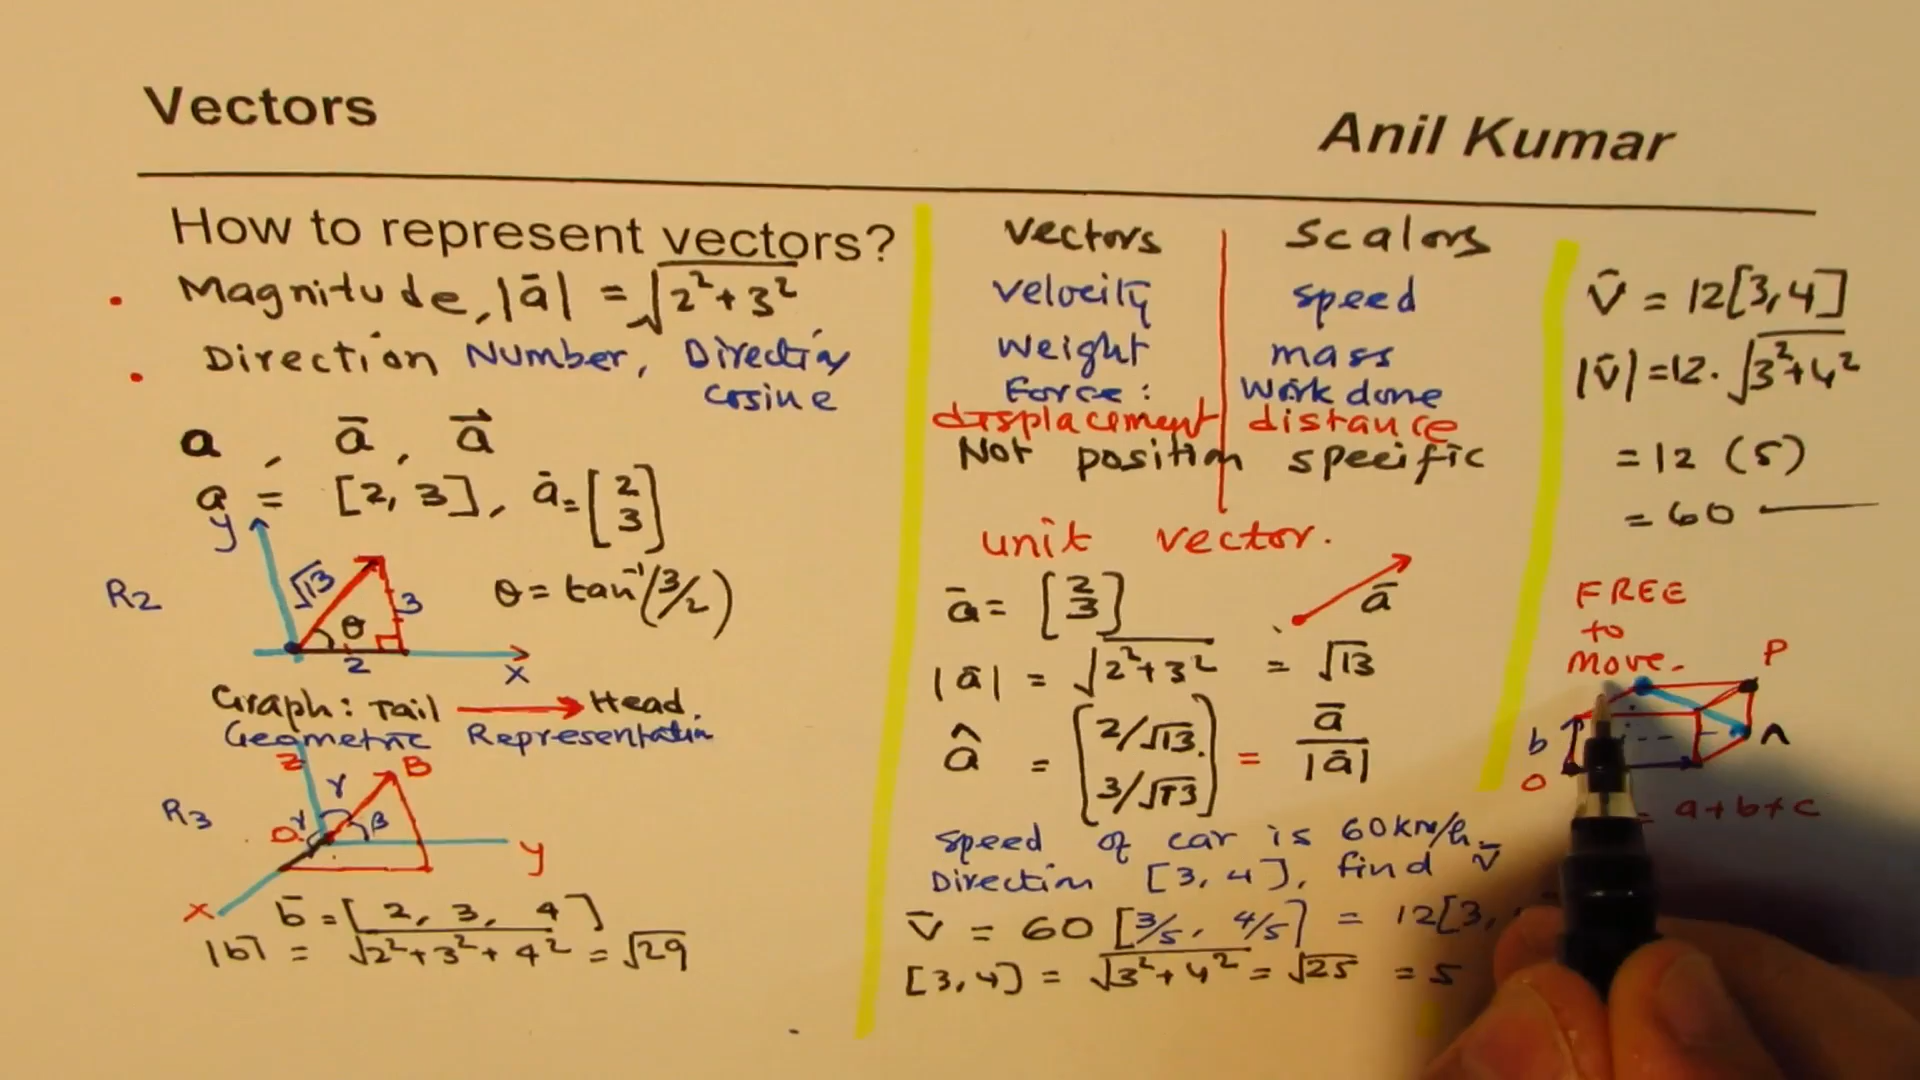 Vectors
Anil Kumar
How to represent vectors?
• Magnitude, |ā| = √2²+3²
• Direction Number, Direction
cosine
a , ā , a⃗
a = [2, 3], ā = [2 3]
y
R2
√13
3
θ
2
x
θ = tan⁻¹(3/2)
Graph: Tail → Head.
Geometric Representation
z
B
γ
R3
O
β
y
x
b̄ = [2, 3, 4]
|b̄| = √2²+3²+4² = √29
vectors
scalors
velocity
speed
weight
mass
Force:
Work done
displacement
distance
Not position specific
unit vector.
ā = [2 3]
ā
|ā| = √2²+3² = √13
â = [2/√13. 3/√13] = ā/|ā|
speed of car is 60km/h.
Direction [3, 4], find v̄
v̄ = 60 [3/5, 4/5] = 12[3,
[3, 4] = √3²+4² = √25 = 5
v̄ = 12[3, 4]
|v̄| = 12 · √3²+4²
= 12 (5)
= 60
FREE
to
Move.
P
b
O
= a+b+c